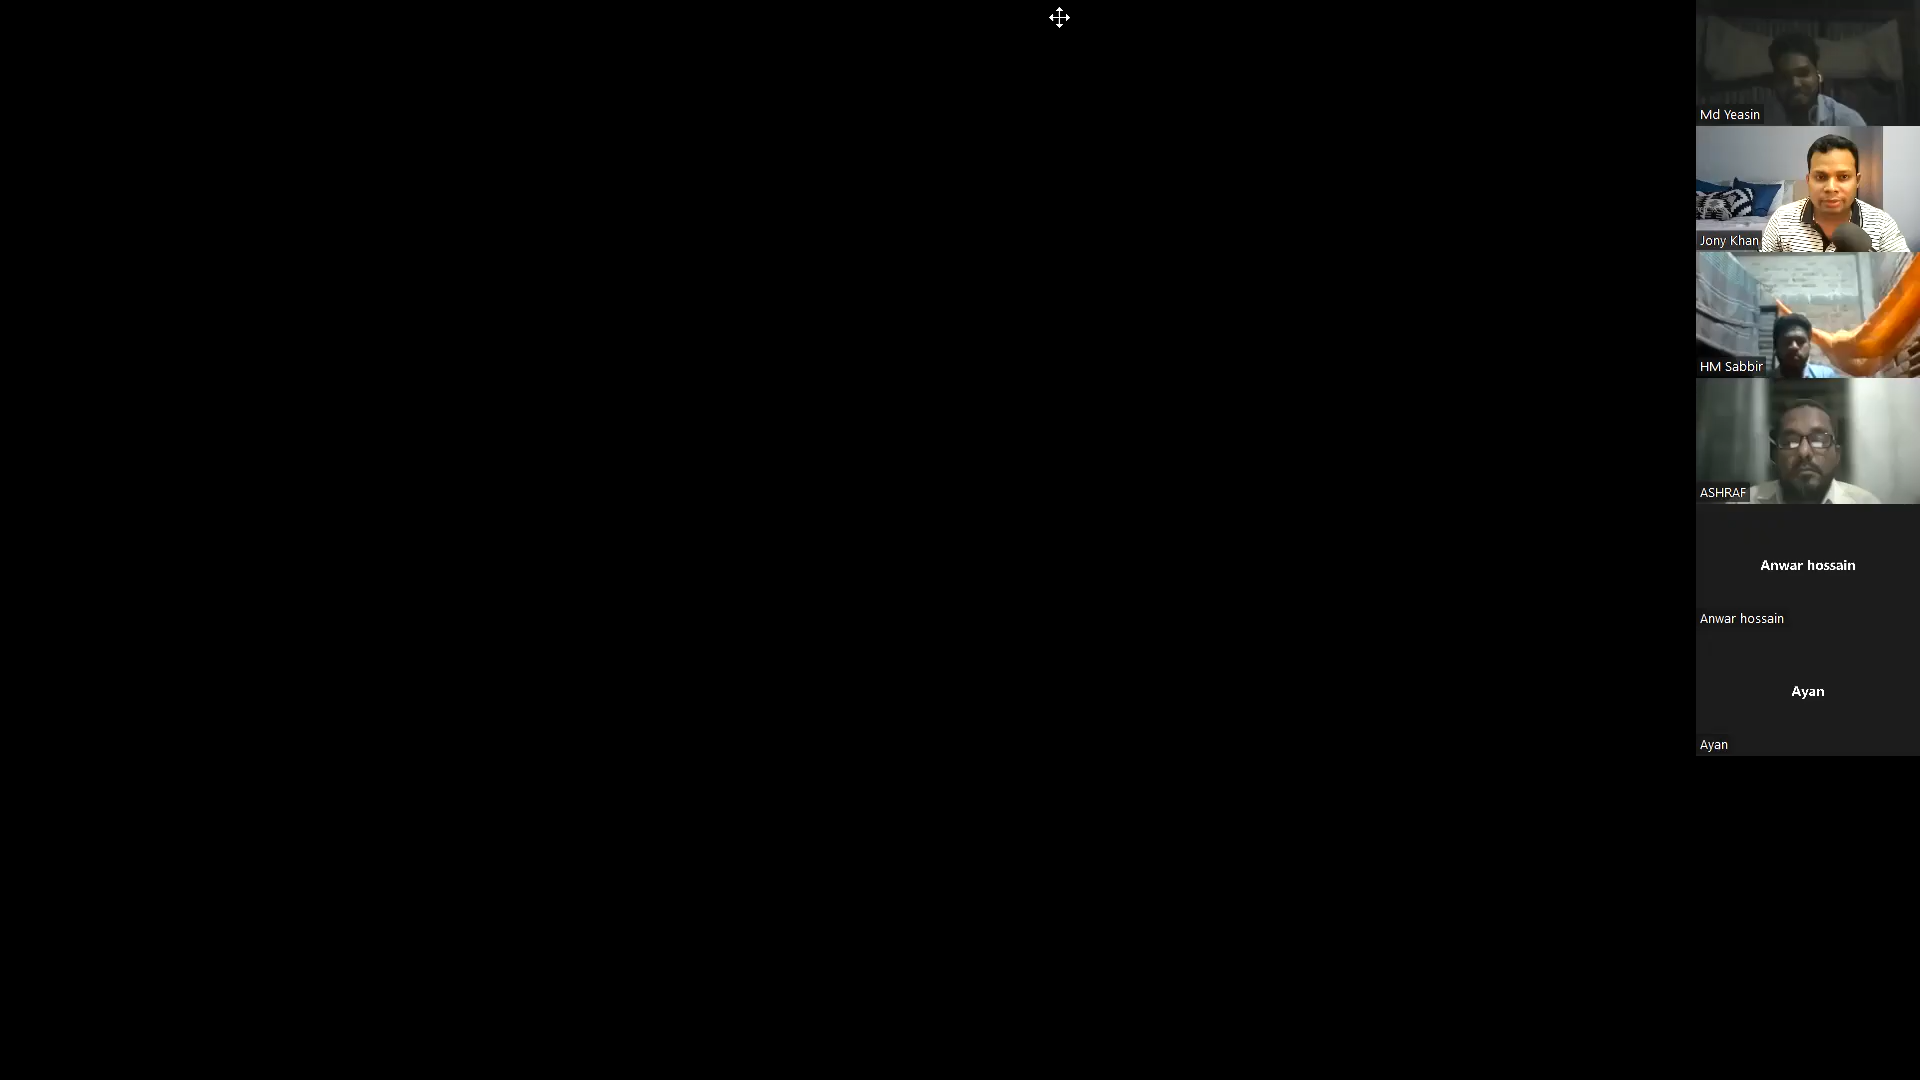 Md Yeasin
Jony Khan
HM Sabbir
ASHRAF
Anwar hossain
Anwar hossain
Ayan
Ayan